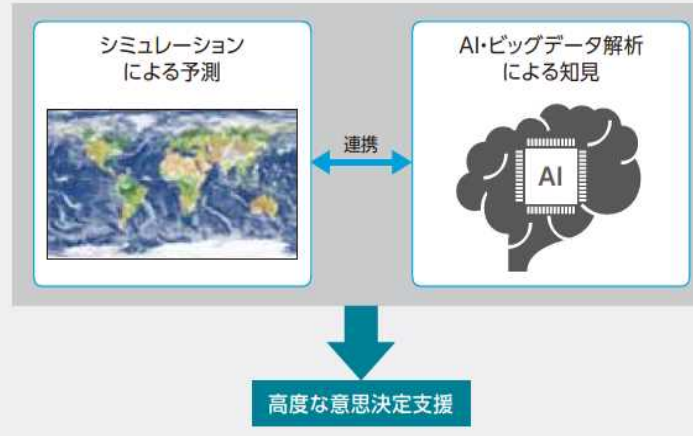 シミュレーション
による予測
AI・ビッグデータ解析
による知見
連携
AI
高度な意思決定支援